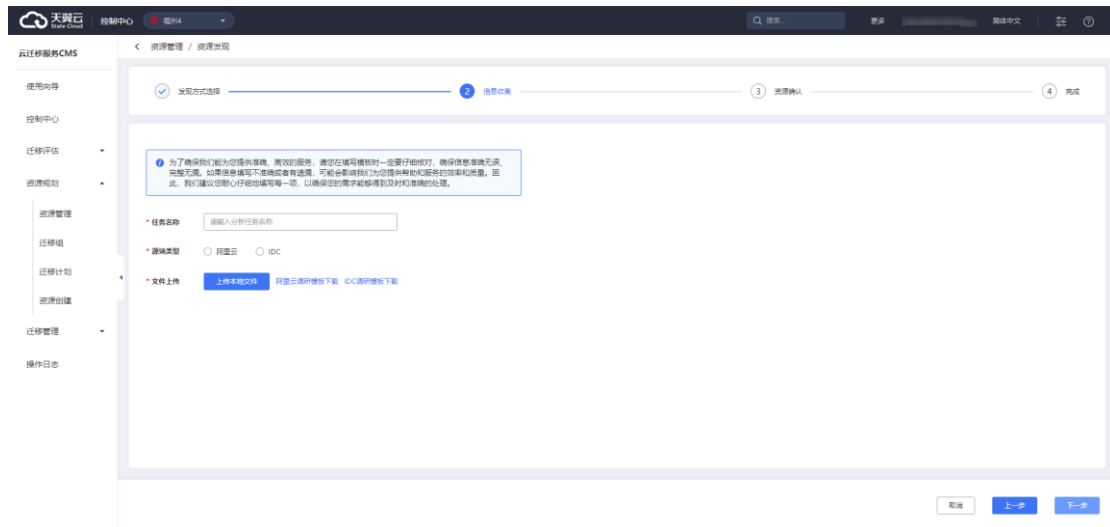 天翼云
State Cloud
控制中心
福州4
搜索...
更多
简体中文
云迁移服务CMS
使用向导
控制中心
迁移评估
资源规划
资源管理
迁移组
迁移计划
资源创建
迁移管理
操作日志
资源管理 / 资源发现
发现方式选择
2 信息收集
3 资源确认
4 完成
为了确保我们能为您提供准确、高效的服务，请您在填写模板时一定要仔细核对，确保信息准确无误、
完整无漏。如果信息填写不准确或者有遗漏，可能会影响我们为您提供帮助和服务的效率和质量。因
此，我们建议您耐心仔细地填写每一项，以确保您的需求能够得到及时和准确的处理。
* 任务名称 请输入分析任务名称
* 源端类型 阿里云 IDC
* 文件上传 上传本地文件 阿里云调研模板下载 IDC调研模板下载
取消 上一步 下一步